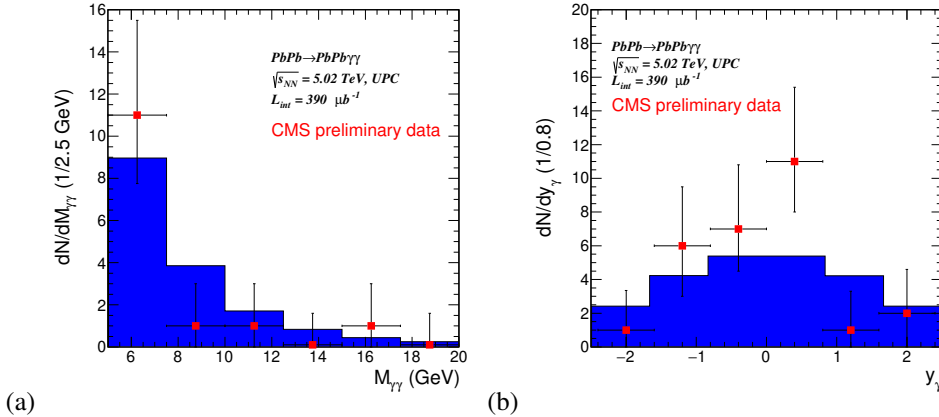 16
14
12
10
8
6
4
2
0
dN/dM_γγ (1/2.5 GeV)
PbPb→PbPbγγ
√s_NN = 5.02 TeV, UPC
L_int = 390 μb⁻¹
CMS preliminary data
6 8 10 12 14 16 18 20
M_γγ (GeV)
(a)
20
18
16
14
12
10
8
6
4
2
0
dN/dy_γ (1/0.8)
PbPb→PbPbγγ
√s_NN = 5.02 TeV, UPC
L_int = 390 μb⁻¹
CMS preliminary data
−2 −1 0 1 2
y_γ
(b)